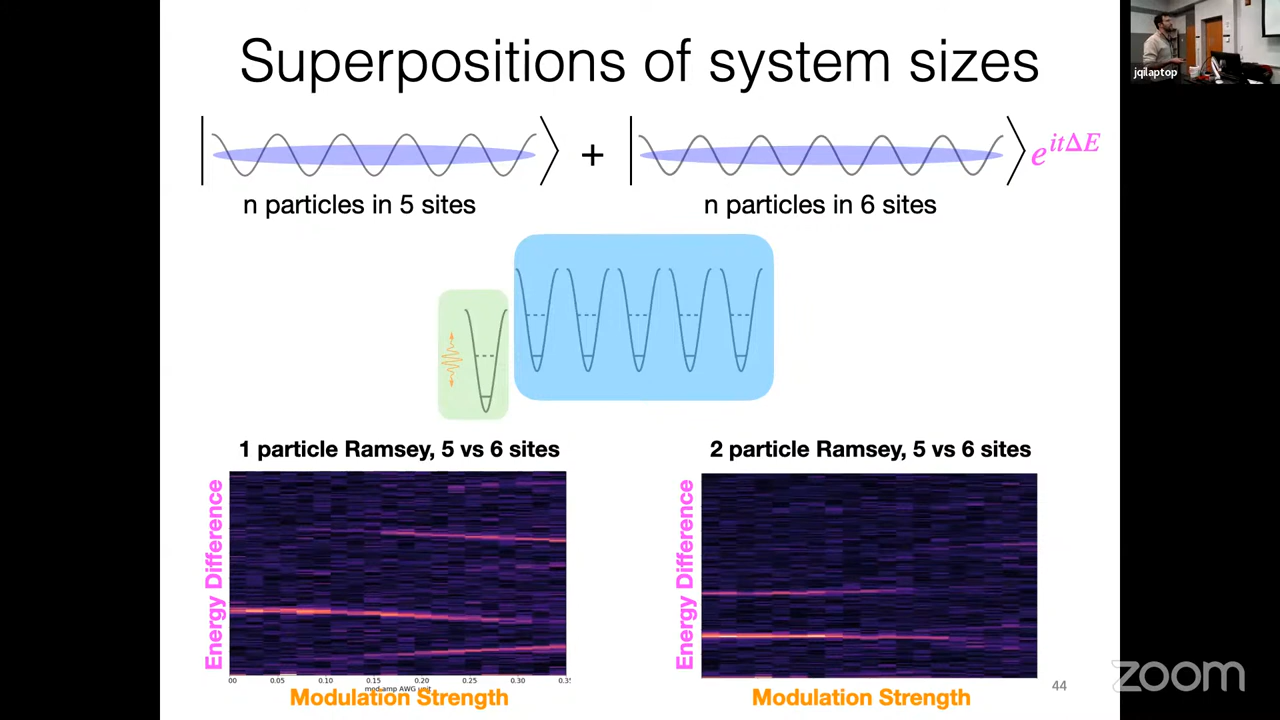 Superpositions of system sizes
jqilaptop
+
e^{itΔE}
n particles in 5 sites
n particles in 6 sites
1 particle Ramsey, 5 vs 6 sites
2 particle Ramsey, 5 vs 6 sites
Energy Difference
Energy Difference
00 0.05 0.10 0.15 0.20 0.25 0.30 0.35
Modulation Strength
Modulation Strength
44
zoom